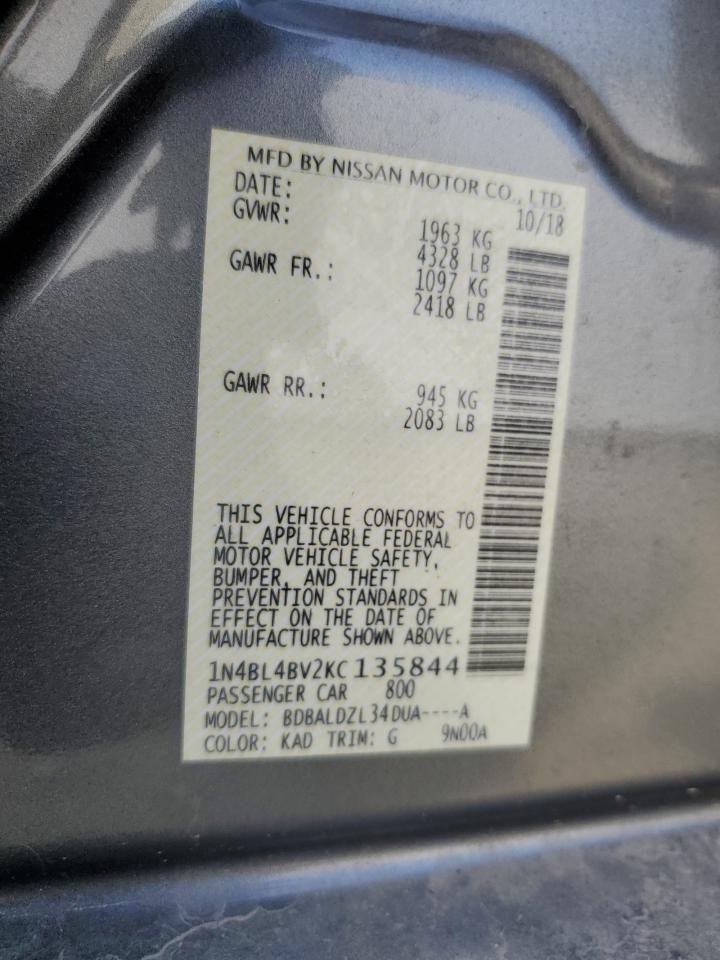 MFD BY NISSAN MOTOR CO., LTD.
DATE: 10/18
GVWR: 1963 KG
4328 LB
GAWR FR.: 1097 KG
2418 LB
GAWR RR.: 945 KG
2083 LB
THIS VEHICLE CONFORMS TO
ALL APPLICABLE FEDERAL
MOTOR VEHICLE SAFETY,
BUMPER, AND THEFT
PREVENTION STANDARDS IN
EFFECT ON THE DATE OF
MANUFACTURE SHOWN ABOVE.
1N4BL4BV2KC135844
PASSENGER CAR 800
MODEL: BDBALDZL34DUA----A
COLOR: KAD TRIM: G 9N00A